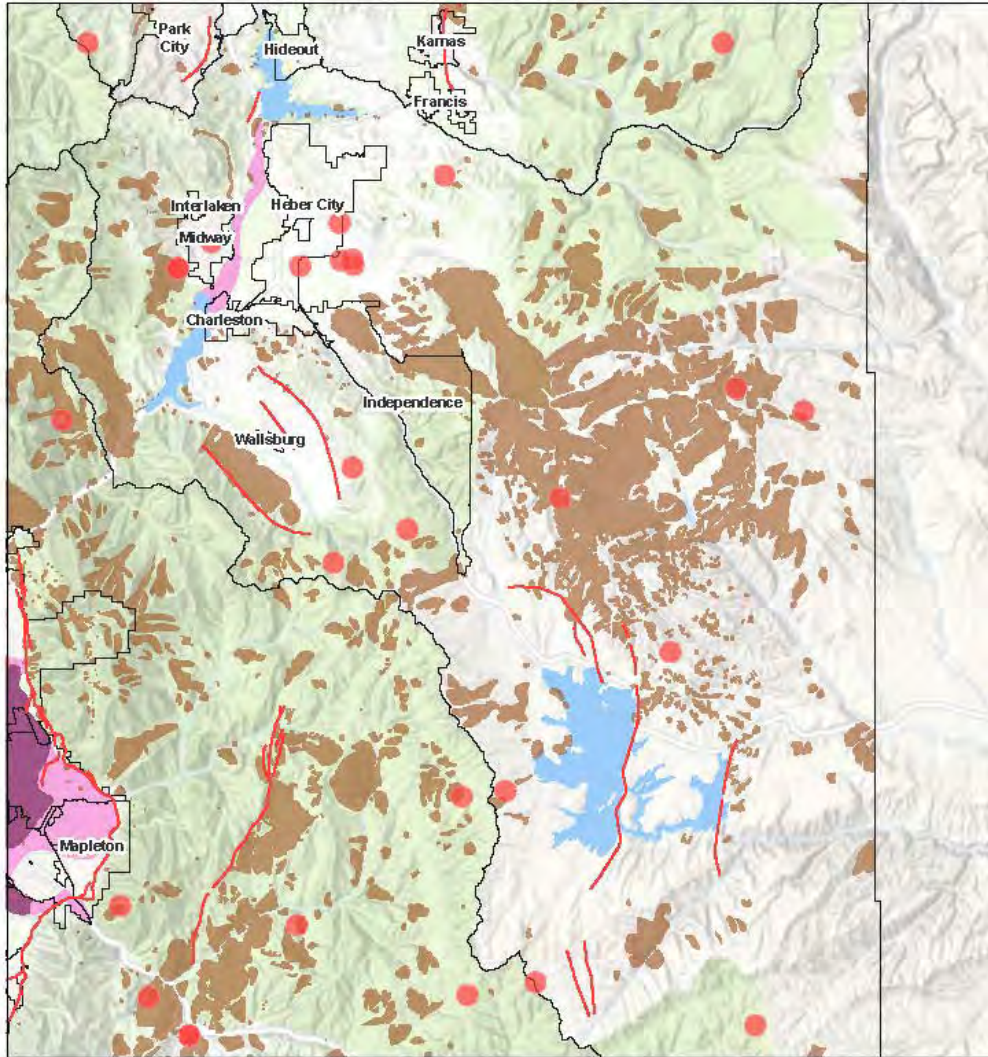 Park
City
Hideout
Kamas
Francis
Interlaken
Heber City
Midway
Charleston
Independence
Wallsburg
Mapleton